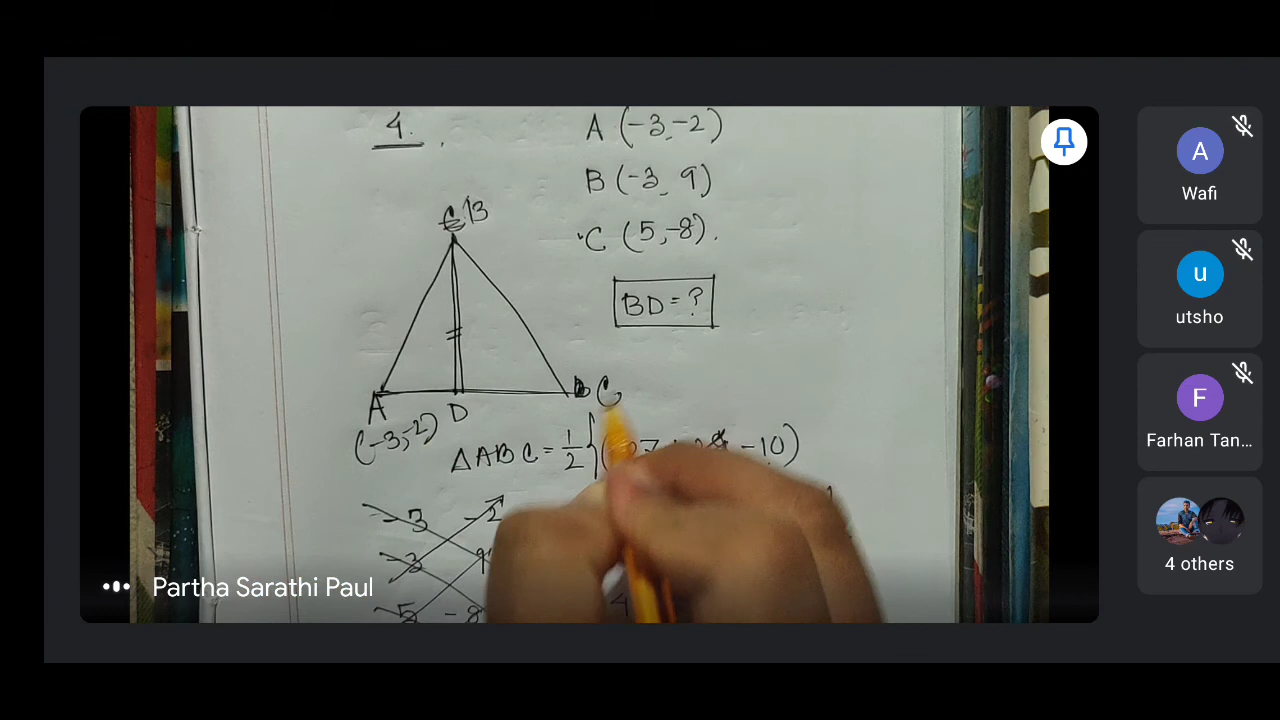 4.
A (-3,-2)
B (-3, 9)
C (5,-8).
BD = ?
B
A D C
(-3,-2)
ΔABC = 1/2 { -10)
-3 -2
-3 9
5 -8
Partha Sarathi Paul
A
Wafi
u
utsho
F
Farhan Tan...
4 others